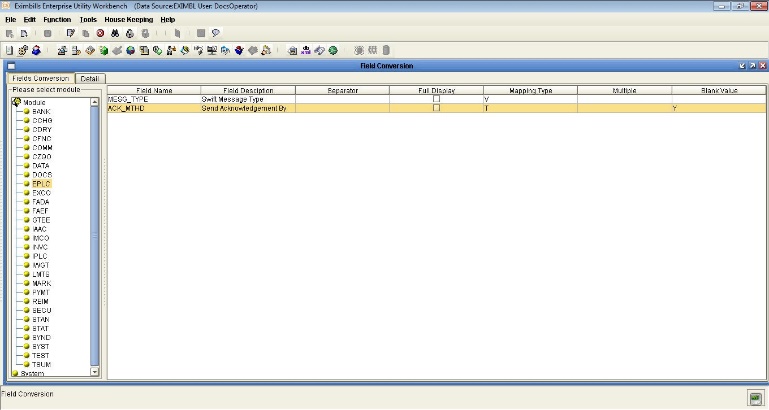 Eximbills Enterprise Utility Workbench (Data Source:EXIMBL User: DocsOperator)
File Edit Function Tools House Keeping Help
Field Conversion
Fields Conversion Detail
Please select module
Field Name Field Description Separator Full Display Mapping Type Multiple Blank Value
MESG_TYPE Swift Message Type V
ACK_MTHD Send Acknowledgement By T Y
Module
BANK
CCHG
CORY
CFNC
COMM
DATA
DOCS
EPLC
EXCO
FADA
FAEF
GTEE
IAAC
IMCO
INVC
IPLC
IWGT
LMTS
MARK
PYMT
REIM
SECU
STAN
STAT
SYND
SYST
TEST
TSUM
System
Field Conversion